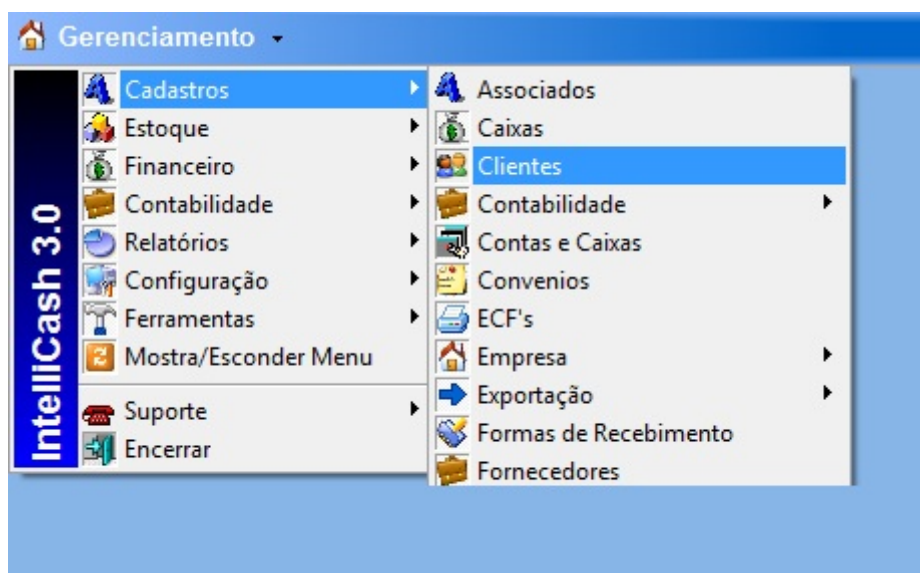 Gerenciamento
IntelliCash 3.0
Cadastros
Estoque
Financeiro
Contabilidade
Relatórios
Configuração
Ferramentas
Mostra/Esconder Menu
Suporte
Encerrar
Associados
Caixas
Clientes
Contabilidade
Contas e Caixas
Convenios
ECF's
Empresa
Exportação
Formas de Recebimento
Fornecedores